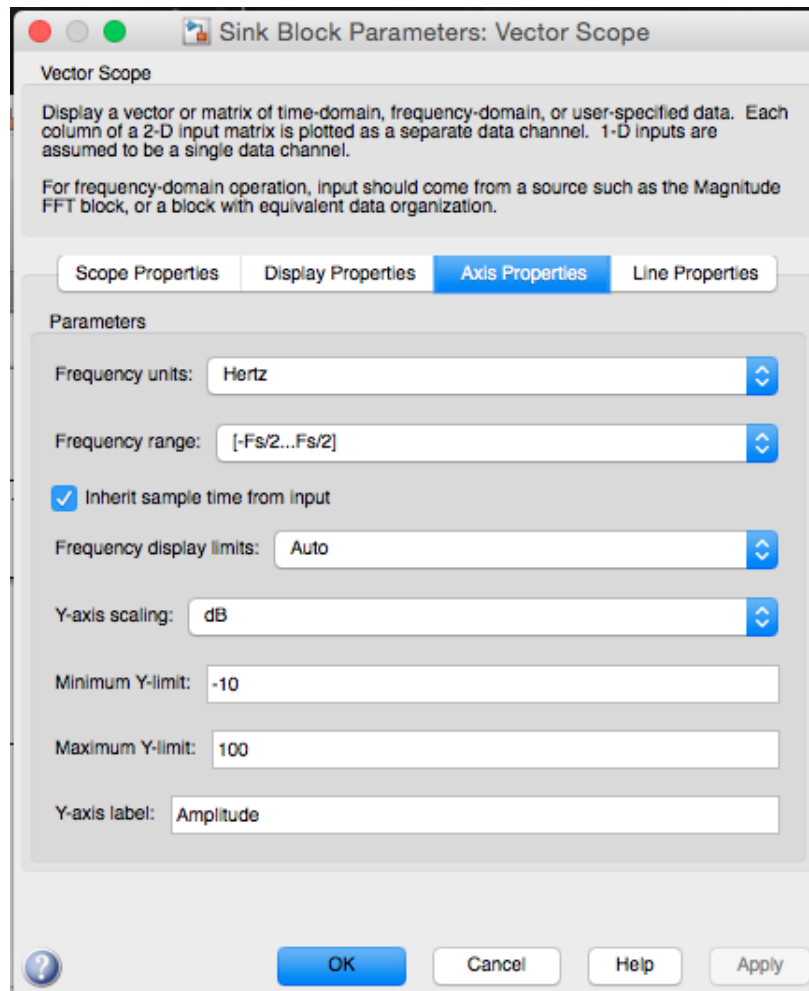 Sink Block Parameters: Vector Scope
Vector Scope
Display a vector or matrix of time-domain, frequency-domain, or user-specified data.  Each
column of a 2-D input matrix is plotted as a separate data channel.  1-D inputs are
assumed to be a single data channel.
For frequency-domain operation, input should come from a source such as the Magnitude
FFT block, or a block with equivalent data organization.
Scope Properties Display Properties Axis Properties Line Properties
Parameters
Frequency units: Hertz
Frequency range: [-Fs/2...Fs/2]
Inherit sample time from input
Frequency display limits: Auto
Y-axis scaling: dB
Minimum Y-limit: -10
Maximum Y-limit: 100
Y-axis label: Amplitude
? OK Cancel Help Apply